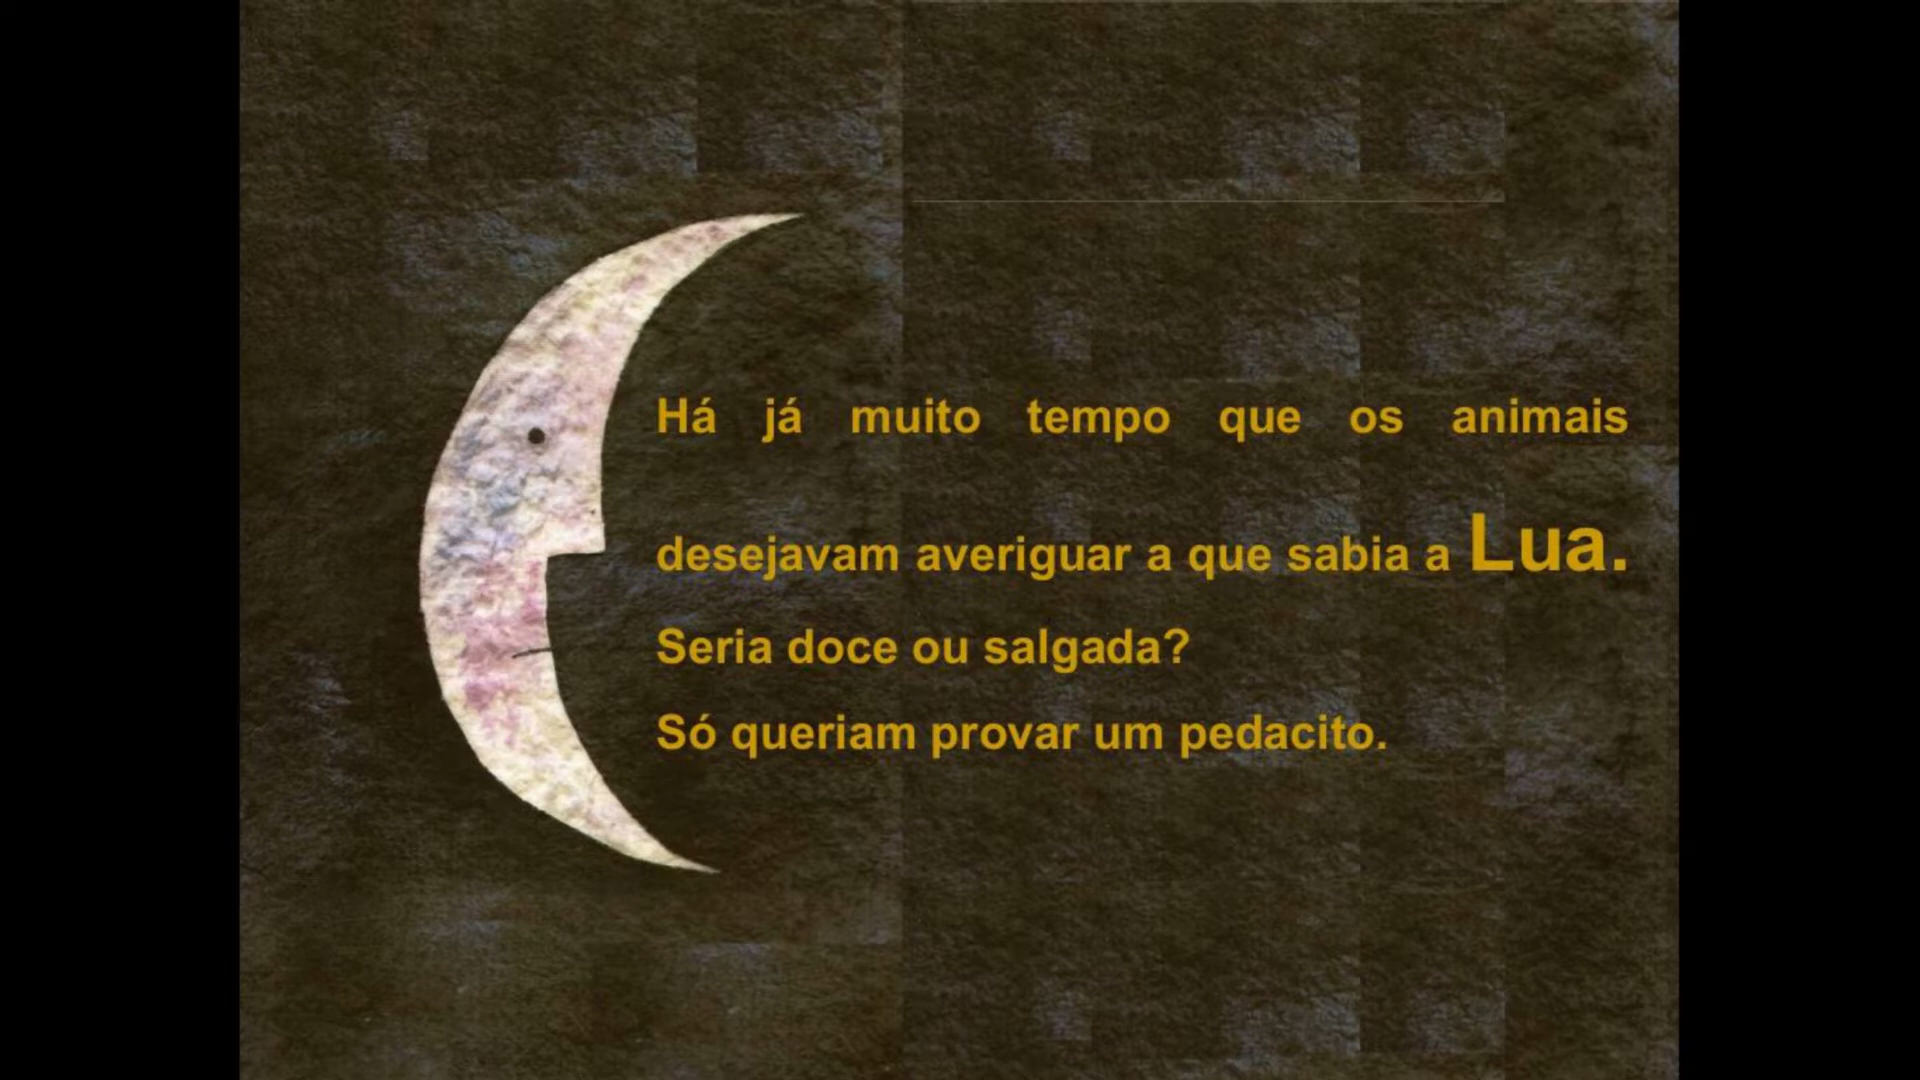 Há já muito tempo que os animais
desejavam averiguar a que sabia a Lua.
Seria doce ou salgada?
Só queriam provar um pedacito.